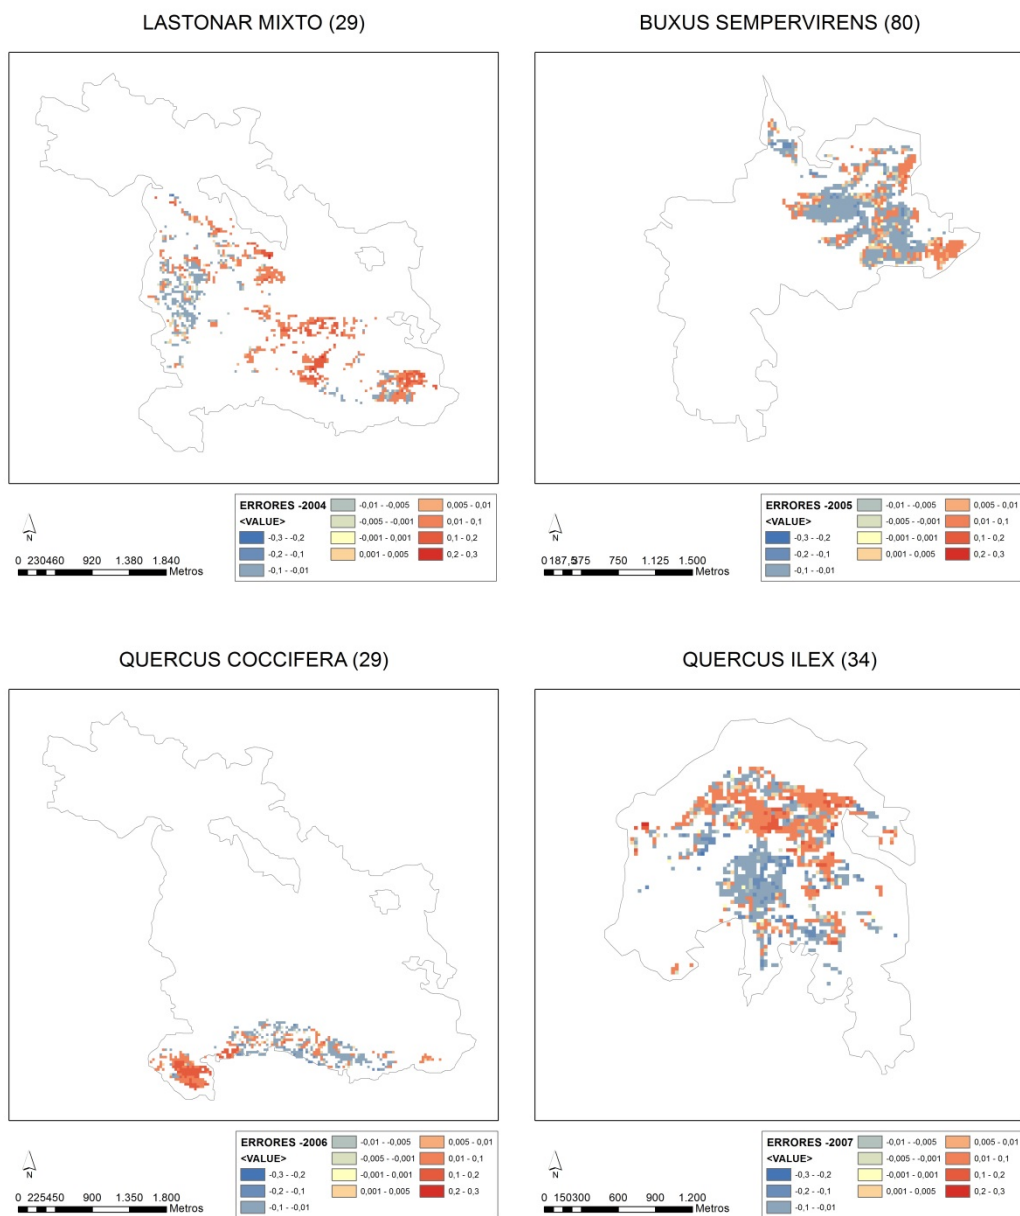 LASTONAR MIXTO (29)
BUXUS SEMPERVIRENS (80)
ERRORES -2004
<VALUE>
-0,3 - -0,2
-0,2 - -0,1
-0,1 - -0,01
-0,01 - -0,005
-0,005 - -0,001
-0,001 - 0,001
0,001 - 0,005
0,005 - 0,01
0,01 - 0,1
0,1 - 0,2
0,2 - 0,3
N
0 230460 920 1.380 1.840
Metros
ERRORES -2005
<VALUE>
-0,3 - -0,2
-0,2 - -0,1
-0,1 - -0,01
-0,01 - -0,005
-0,005 - -0,001
-0,001 - 0,001
0,001 - 0,005
0,005 - 0,01
0,01 - 0,1
0,1 - 0,2
0,2 - 0,3
N
0 187,5375 750 1.125 1.500
Metros
QUERCUS COCCIFERA (29)
QUERCUS ILEX (34)
ERRORES -2006
<VALUE>
-0,3 - -0,2
-0,2 - -0,1
-0,1 - -0,01
-0,01 - -0,005
-0,005 - -0,001
-0,001 - 0,001
0,001 - 0,005
0,005 - 0,01
0,01 - 0,1
0,1 - 0,2
0,2 - 0,3
N
0 225450 900 1.350 1.800
Metros
ERRORES -2007
<VALUE>
-0,3 - -0,2
-0,2 - -0,1
-0,1 - -0,01
-0,01 - -0,005
-0,005 - -0,001
-0,001 - 0,001
0,001 - 0,005
0,005 - 0,01
0,01 - 0,1
0,1 - 0,2
0,2 - 0,3
N
0 150300 600 900 1.200
Metros